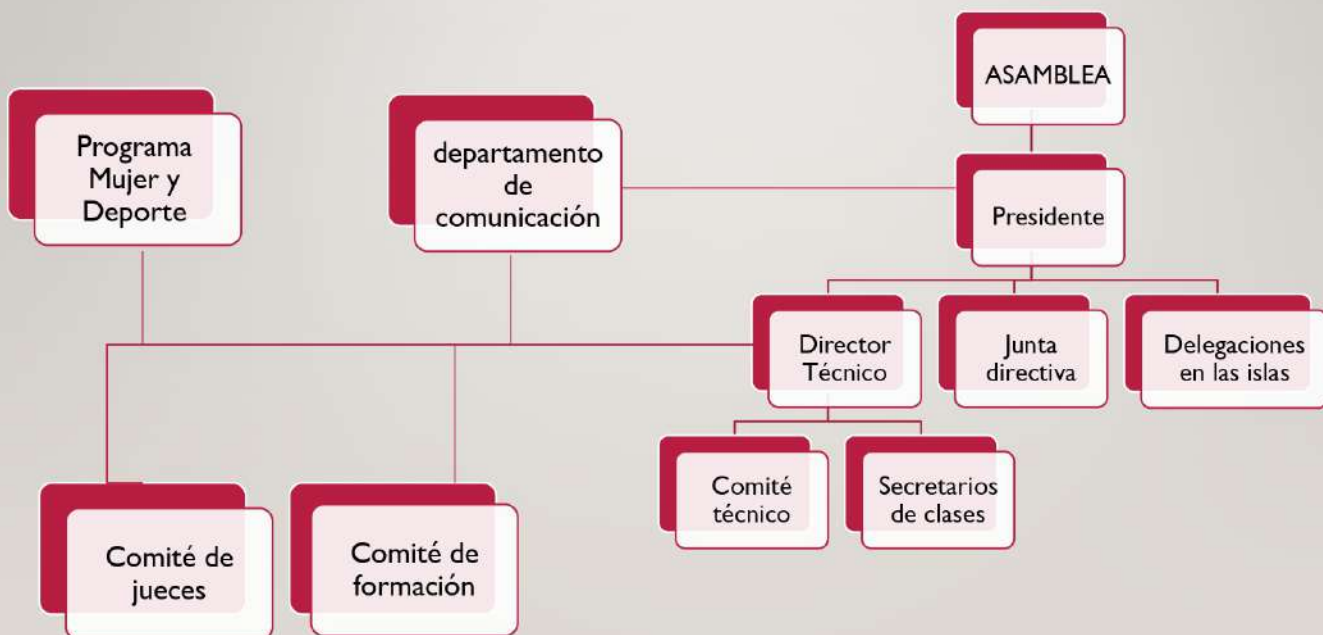 ASAMBLEA
Programa
Mujer y
Deporte
departamento
de
comunicación
Presidente
Director
Técnico
Junta
directiva
Delegaciones
en las islas
Comité
técnico
Secretarios
de clases
Comité de
jueces
Comité de
formación